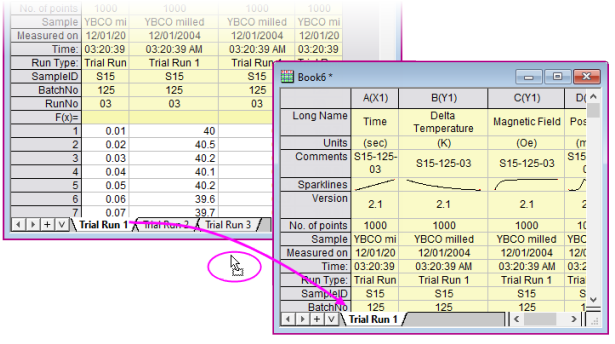 No. of points 1000 1000 1000
Sample YBCO mi YBCO milled YBCO mi
Measured on 12/01/20 12/01/2004 12/01/20
Time: 03:20:39 03:20:39 AM 03:20:39
Run Type: Trial Run Trial Run 1 Trial Run
SampleID S15 S15 S15
BatchNo 125 125 125
RunNo 03 03 03
F(x)=
1 0.01 40
2 0.02 40.5
3 0.03 40.2
4 0.04 40.1
5 0.05 40.2
6 0.06 39.6
7 0.07 39.7
Trial Run 1 Trial Run 2 Trial Run 3
Book6 *
A(X1) B(Y1) C(Y1) D(
Long Name Time Delta Temperature Magnetic Field Pos
Units (sec) (K) (Oe) (m
Comments S15-125-03 S15-125-03 S15-125-03 S15
Sparklines
Version 2.1 2.1 2.1 2
No. of points 1000 1000 1000 10
Sample YBCO mi YBCO milled YBCO milled YBC
Measured on 12/01/20 12/01/2004 12/01/2004 12/0
Time: 03:20:39 03:20:39 AM 03:20:39 AM 03:2
Run Type: Trial Run Trial Run 1 Trial Run 1 Trial
SampleID S15 S15 S15 S
BatchNo 125 125 125 1
Trial Run 1